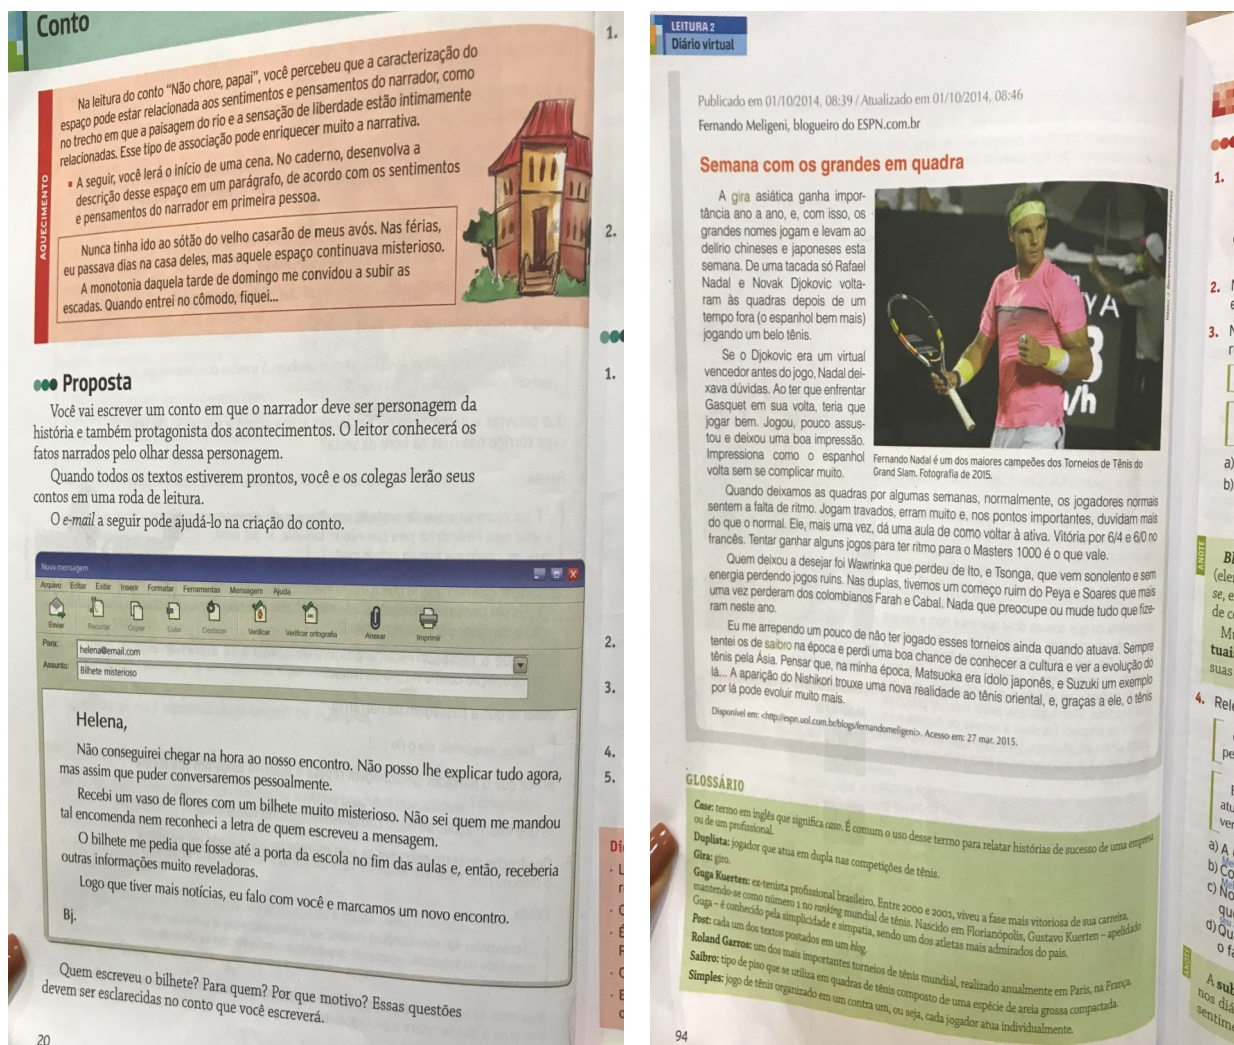 Conto
AQUECIMENTO
Na leitura do conto “Não chore, papai”, você percebeu que a caracterização do
espaço pode estar relacionada aos sentimentos e pensamentos do narrador, como
no trecho em que a paisagem do rio e a sensação de liberdade estão intimamente
relacionadas. Esse tipo de associação pode enriquecer muito a narrativa.
▪ A seguir, você lerá o início de uma cena. No caderno, desenvolva a
descrição desse espaço em um parágrafo, de acordo com os sentimentos
e pensamentos do narrador em primeira pessoa.
Nunca tinha ido ao sótão do velho casarão de meus avós. Nas férias,
eu passava dias na casa deles, mas aquele espaço continuava misterioso.
A monotonia daquela tarde de domingo me convidou a subir as
escadas. Quando entrei no cômodo, fiquei...
Proposta
Você vai escrever um conto em que o narrador deve ser personagem da
história e também protagonista dos acontecimentos. O leitor conhecerá os
fatos narrados pelo olhar dessa personagem.
Quando todos os textos estiverem prontos, você e os colegas lerão seus
contos em uma roda de leitura.
O e-mail a seguir pode ajudá-lo na criação do conto.
Nova mensagem
Arquivo Editar Exibir Inserir Formatar Ferramentas Mensagem Ajuda
Enviar Recortar Copiar Colar Desfazer Verificar Verificar ortografia Anexar Imprimir
Para: helena@email.com
Assunto: Bilhete misterioso
Helena,
Não conseguirei chegar na hora ao nosso encontro. Não posso lhe explicar tudo agora,
mas assim que puder conversaremos pessoalmente.
Recebi um vaso de flores com um bilhete muito misterioso. Não sei quem me mandou
tal encomenda nem reconheci a letra de quem escreveu a mensagem.
O bilhete me pedia que fosse até a porta da escola no fim das aulas e, então, receberia
outras informações muito reveladoras.
Logo que tiver mais notícias, eu falo com você e marcamos um novo encontro.
Bj.
Quem escreveu o bilhete? Para quem? Por que motivo? Essas questões
devem ser esclarecidas no conto que você escreverá.
20
1.
2.
1.
2.
3.
4.
5.
LEITURA 2
Diário virtual
Publicado em 01/10/2014, 08:39 / Atualizado em 01/10/2014, 08:46
Fernando Meligeni, blogueiro do ESPN.com.br
Semana com os grandes em quadra
A gira asiática ganha impor-
tância ano a ano, e, com isso, os
grandes nomes jogam e levam ao
delírio chineses e japoneses esta
semana. De uma tacada só Rafael
Nadal e Novak Djokovic volta-
ram às quadras depois de um
tempo fora (o espanhol bem mais)
jogando um belo tênis.
Se o Djokovic era um virtual
vencedor antes do jogo, Nadal dei-
xava dúvidas. Ao ter que enfrentar
Gasquet em sua volta, teria que
jogar bem. Jogou, pouco assus-
tou e deixou uma boa impressão.
Impressiona como o espanhol
volta sem se complicar muito.
Fernando Nadal é um dos maiores campeões dos Torneios de Tênis do
Grand Slam. Fotografia de 2015.
Quando deixamos as quadras por algumas semanas, normalmente, os jogadores normais
sentem a falta de ritmo. Jogam travados, erram muito e, nos pontos importantes, duvidam mais
do que o normal. Ele, mais uma vez, dá uma aula de como voltar à ativa. Vitória por 6/4 e 6/0 no
francês. Tentar ganhar alguns jogos para ter ritmo para o Masters 1000 é o que vale.
Quem deixou a desejar foi Wawrinka que perdeu de Ito, e Tsonga, que vem sonolento e sem
energia perdendo jogos ruins. Nas duplas, tivemos um começo ruim do Peya e Soares que mais
uma vez perderam dos colombianos Farah e Cabal. Nada que preocupe ou mude tudo que fize-
ram neste ano.
Eu me arrependo um pouco de não ter jogado esses torneios ainda quando atuava. Sempre
tentei os de saibro na época e perdi uma boa chance de conhecer a cultura e ver a evolução do
tênis pela Ásia. Pensar que, na minha época, Matsuoka era ídolo japonês, e Suzuki um exemplo
lá... A aparição do Nishikori trouxe uma nova realidade ao tênis oriental, e, graças a ele, o tênis
por lá pode evoluir muito mais.
Disponível em: <http://espn.uol.com.br/blogs/fernandomeligeni>. Acesso em: 27 mar. 2015.
GLOSSÁRIO
Case: termo em inglês que significa caso. É comum o uso desse termo para relatar histórias de sucesso de uma empresa
ou de um profissional.
Duplista: jogador que atua em dupla nas competições de tênis.
Gira: giro.
Guga Kuerten: ex-tenista profissional brasileiro. Entre 2000 e 2002, viveu a fase mais vitoriosa de sua carreira,
mantendo-se como número 1 no ranking mundial de tênis. Nascido em Florianópolis, Gustavo Kuerten – apelidado
Guga – é conhecido pela simplicidade e simpatia, sendo um dos atletas mais admirados do país.
Post: cada um dos textos postados em um blog.
Roland Garros: um dos mais importantes torneios de tênis mundial, realizado anualmente em Paris, na França.
Saibro: tipo de piso que se utiliza em quadras de tênis composto de uma espécie de areia grossa compactada.
Simples: jogo de tênis organizado em um contra um, ou seja, cada jogador atua individualmente.
94
1.
2.
3.
a)
b)
ANOTE
4. Rele
a) A
b) Co
c) No
d) Qu
o fa
ANOTE
A sub
nos diá